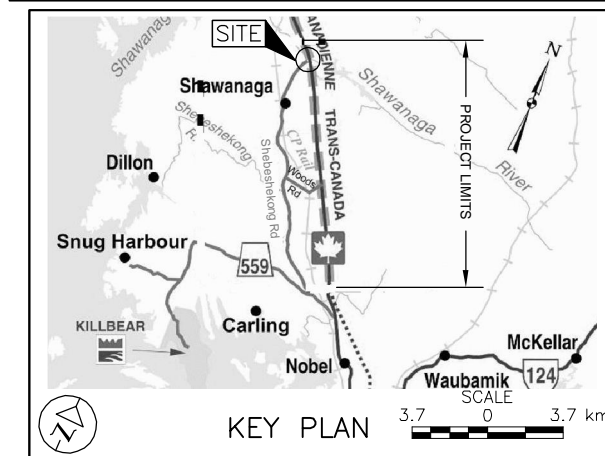 SITE
Shawanaga
ANADIENNE TRANS-CANADA
Shawanaga
Shawanaga
River
N
PROJECT LIMITS
Shebeshekong
R.
CP Rail
Shebeshekong Rd
Woods
Rd
Dillon
Snug Harbour
559
KILLBEAR
Carling
Nobel
McKellar
Waubamik
124
N
KEY PLAN
SCALE
3.7 0 3.7 km